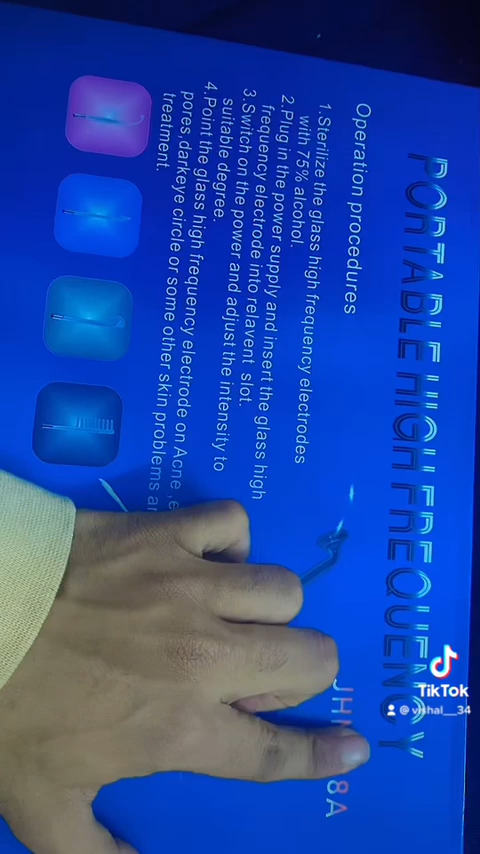 PORTABLE HIGH FREQUENCY
Operation procedures
1.Sterilize the glass high frequency electrodes
with 75% alcohol.
2.Plug in the power supply and insert the glass high
frequency electrode into relavent slot.
3.Switch on the power and adjust the intensity to
suitable degree.
4.Point the glass high frequency electrode on Acne
pores,darkeye circle or some other skin problems
treatment.
8A
TikTok
@vishal__34